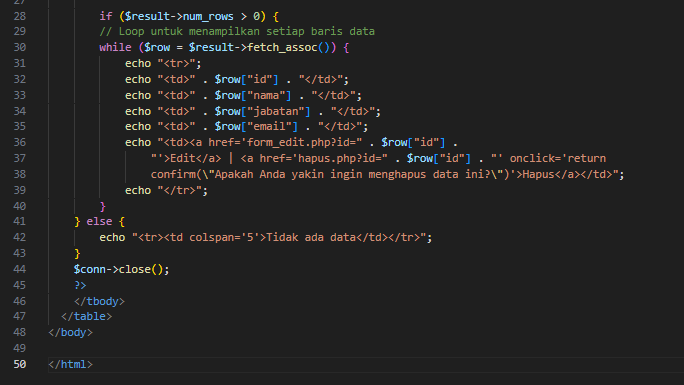 28 if ($result->num_rows > 0) {
29 // Loop untuk menampilkan setiap baris data
30 while ($row = $result->fetch_assoc()) {
31 echo "<tr>";
32 echo "<td>" . $row["id"] . "</td>";
33 echo "<td>" . $row["nama"] . "</td>";
34 echo "<td>" . $row["jabatan"] . "</td>";
35 echo "<td>" . $row["email"] . "</td>";
36 echo "<td><a href='form_edit.php?id=" . $row["id"] .
37 "'>Edit</a> | <a href='hapus.php?id=" . $row["id"] . "' onclick='return
38 confirm(\"Apakah Anda yakin ingin menghapus data ini?\")'>Hapus</a></td>";
39 echo "</tr>";
40 }
41 } else {
42 echo "<tr><td colspan='5'>Tidak ada data</td></tr>";
43 }
44 $conn->close();
45 ?>
46 </tbody>
47 </table>
48 </body>
49
50 </html>